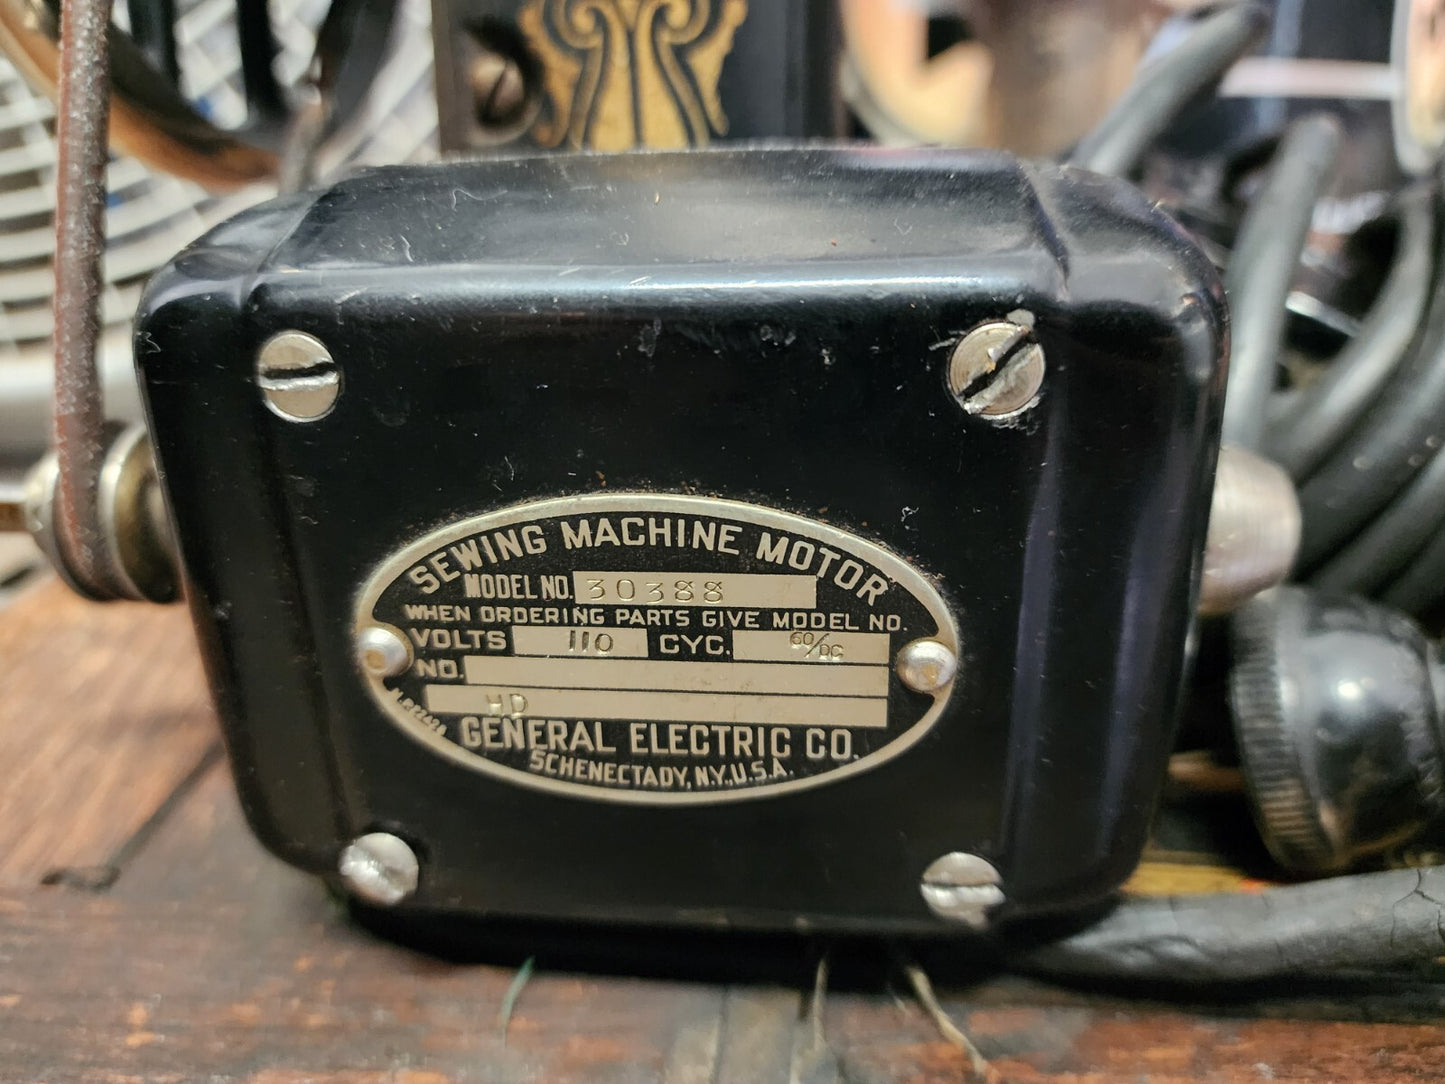 SEWING MACHINE MOTOR
MODEL NO. 30388
WHEN ORDERING PARTS GIVE MODEL NO.
VOLTS 110 CYC. 60/DC
NO.
HD
GENERAL ELECTRIC CO.
SCHENECTADY, N.Y., U.S.A.